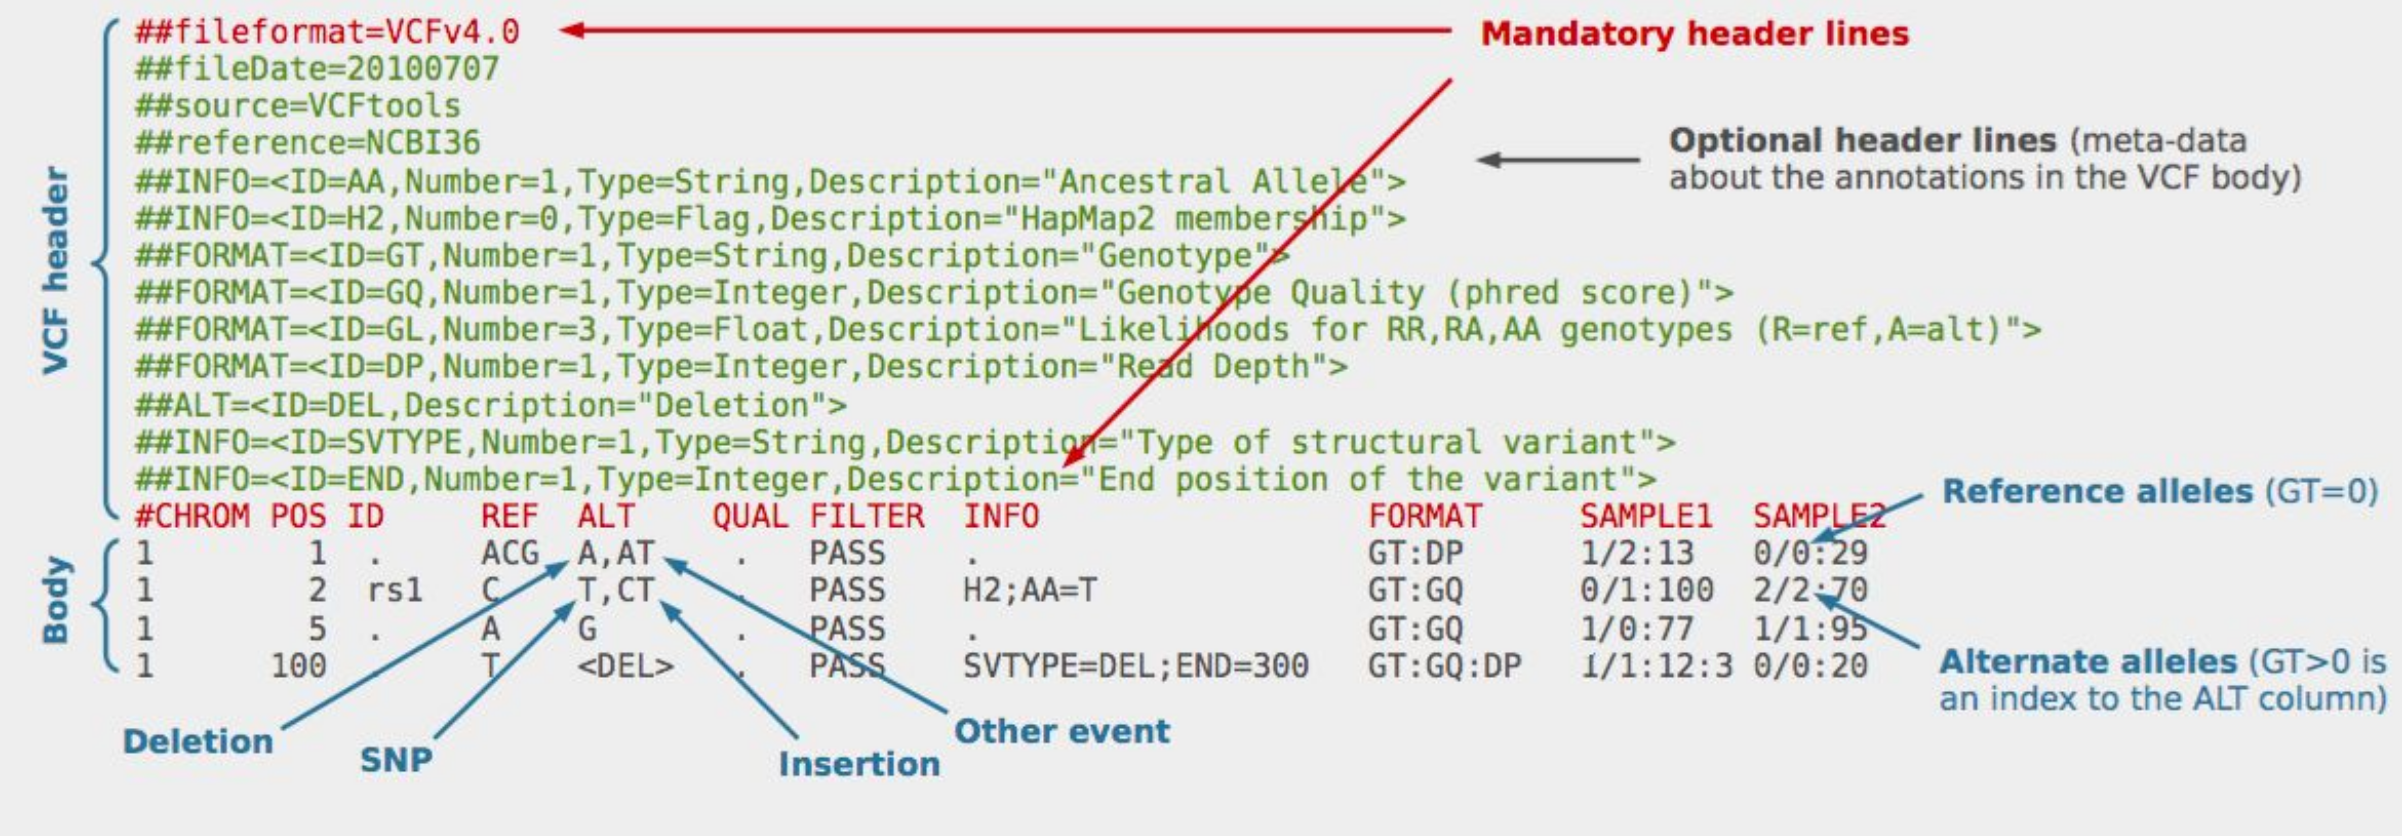 ##fileformat=VCFv4.0
Mandatory header lines
##fileDate=20100707
##source=VCFtools
##reference=NCBI36
Optional header lines (meta-data
about the annotations in the VCF body)
##INFO=<ID=AA,Number=1,Type=String,Description="Ancestral Allele">
##INFO=<ID=H2,Number=0,Type=Flag,Description="HapMap2 membership">
##FORMAT=<ID=GT,Number=1,Type=String,Description="Genotype">
##FORMAT=<ID=GQ,Number=1,Type=Integer,Description="Genotype Quality (phred score)">
##FORMAT=<ID=GL,Number=3,Type=Float,Description="Likelihoods for RR,RA,AA genotypes (R=ref,A=alt)">
##FORMAT=<ID=DP,Number=1,Type=Integer,Description="Read Depth">
##ALT=<ID=DEL,Description="Deletion">
##INFO=<ID=SVTYPE,Number=1,Type=String,Description="Type of structural variant">
##INFO=<ID=END,Number=1,Type=Integer,Description="End position of the variant">
VCF header
#CHROM POS ID REF ALT QUAL FILTER INFO FORMAT SAMPLE1 SAMPLE2
Reference alleles (GT=0)
1 1 . ACG A,AT . PASS . GT:DP 1/2:13 0/0:29
1 2 rs1 C T,CT . PASS H2;AA=T GT:GQ 0/1:100 2/2:70
1 5 . A G . PASS . GT:GQ 1/0:77 1/1:95
1 100 . T <DEL> . PASS SVTYPE=DEL;END=300 GT:GQ:DP 1/1:12:3 0/0:20
Body
Alternate alleles (GT>0 is
an index to the ALT column)
Deletion
SNP
Insertion
Other event